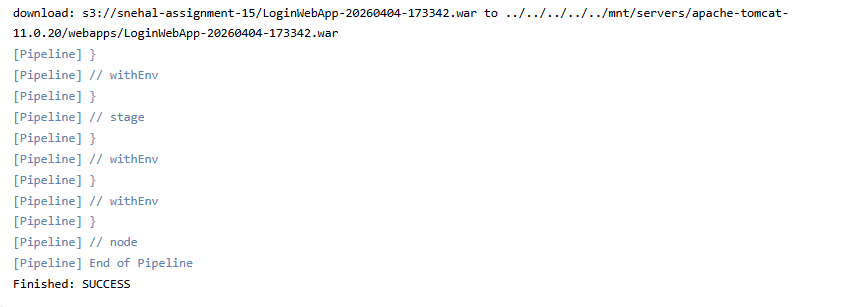 download: s3://snehal-assignment-15/LoginWebApp-20260404-173342.war to ../../../../../mnt/servers/apache-tomcat-
11.0.20/webapps/LoginWebApp-20260404-173342.war
[Pipeline] }
[Pipeline] // withEnv
[Pipeline] }
[Pipeline] // stage
[Pipeline] }
[Pipeline] // withEnv
[Pipeline] }
[Pipeline] // withEnv
[Pipeline] }
[Pipeline] // node
[Pipeline] End of Pipeline
Finished: SUCCESS